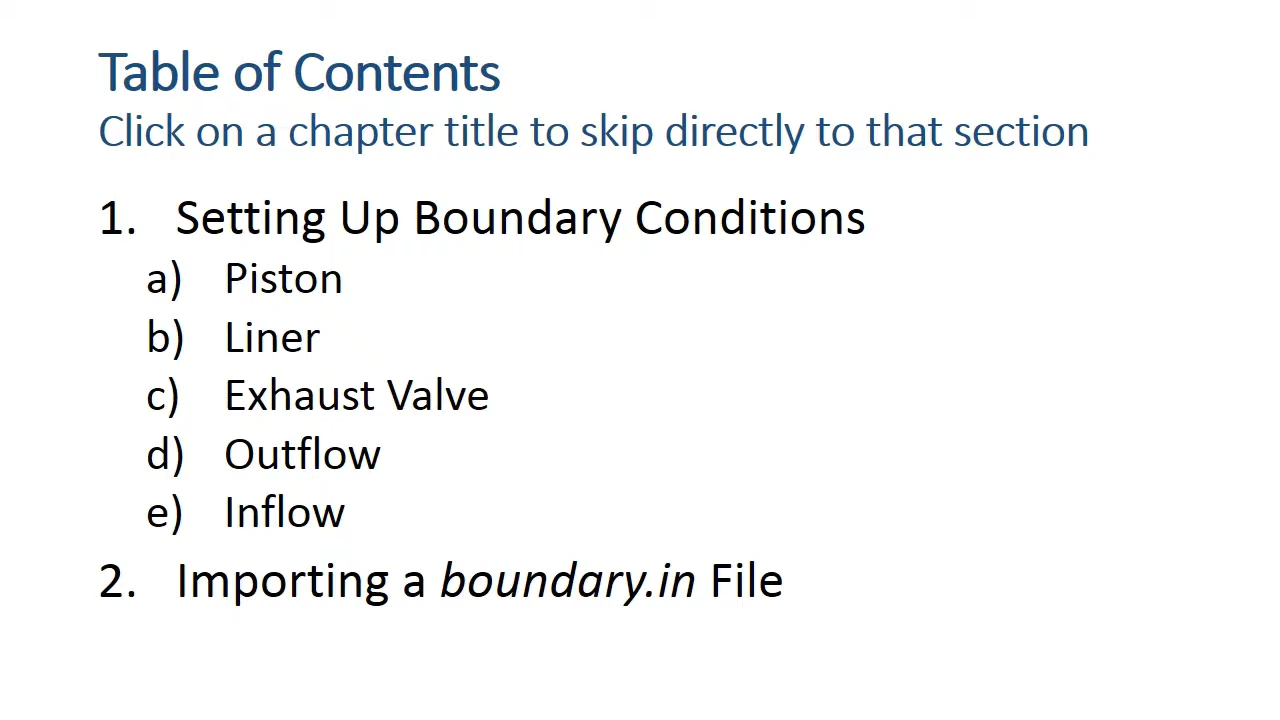 Table of Contents
Click on a chapter title to skip directly to that section
1. Setting Up Boundary Conditions
a) Piston
b) Liner
c) Exhaust Valve
d) Outflow
e) Inflow
2. Importing a boundary.in File